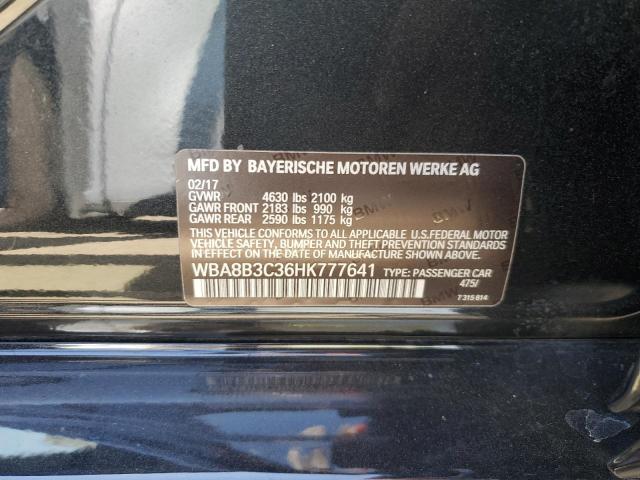 MFD BY BAYERISCHE MOTOREN WERKE AG
02/17
GVWR 4630 lbs 2100 kg
GAWR FRONT 2183 lbs 990 kg
GAWR REAR 2590 lbs 1175 kg
THIS VEHICLE CONFORMS TO ALL APPLICABLE U.S.FEDERAL MOTOR
VEHICLE SAFETY, BUMPER AND THEFT PREVENTION STANDARDS
IN EFFECT ON THE DATE OF MANUFACTURE SHOWN ABOVE.
WBA8B3C36HK777641 TYPE: PASSENGER CAR
475/
7 315 814